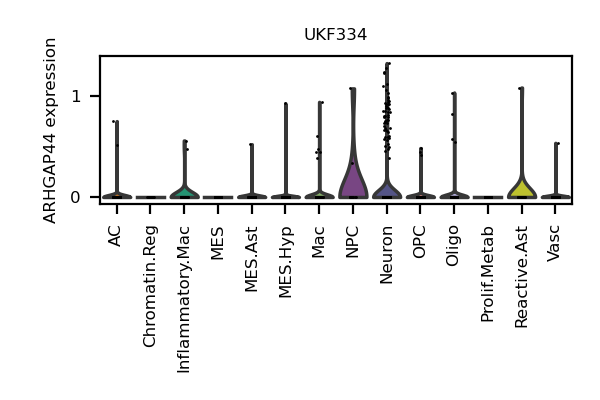 UKF334
ARHGAP44 expression
1
0
AC
Chromatin.Reg
Inflammatory.Mac
MES
MES.Ast
MES.Hyp
Mac
NPC
Neuron
OPC
Oligo
Prolif.Metab
Reactive.Ast
Vasc